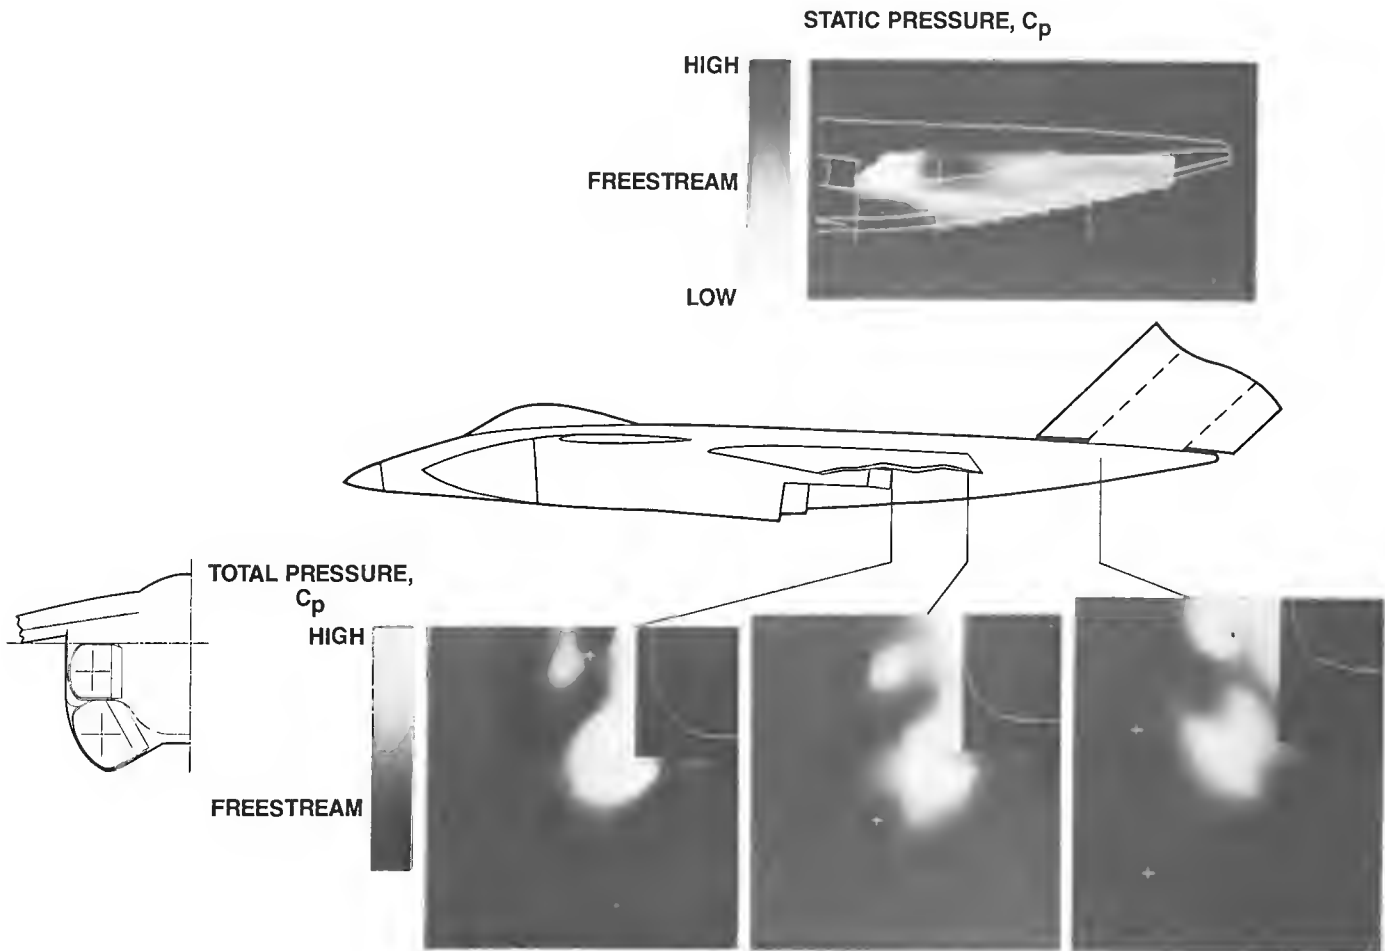 STATIC PRESSURE, Cp
HIGH
FREESTREAM
LOW
TOTAL PRESSURE,
Cp
HIGH
FREESTREAM